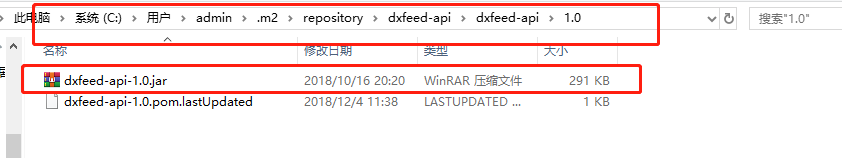 此电脑 › 系统 (C:) › 用户 › admin › .m2 › repository › dxfeed-api › dxfeed-api › 1.0 搜索"1.0"
名称 修改日期 类型 大小
dxfeed-api-1.0.jar 2018/10/16 20:20 WinRAR 压缩文件 291 KB
dxfeed-api-1.0.pom.lastUpdated 2018/12/4 11:38 LASTUPDATED ... 1 KB